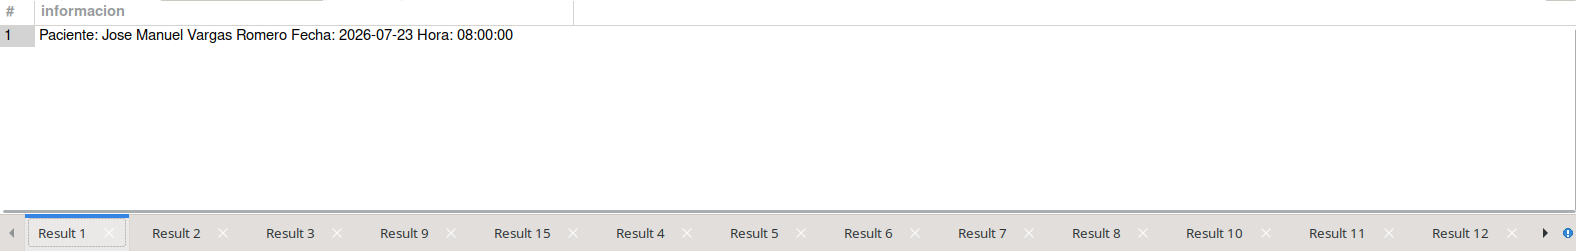 # informacion
1 Paciente: Jose Manuel Vargas Romero Fecha: 2026-07-23 Hora: 08:00:00
Result 1 Result 2 Result 3 Result 9 Result 15 Result 4 Result 5 Result 6 Result 7 Result 8 Result 10 Result 11 Result 12